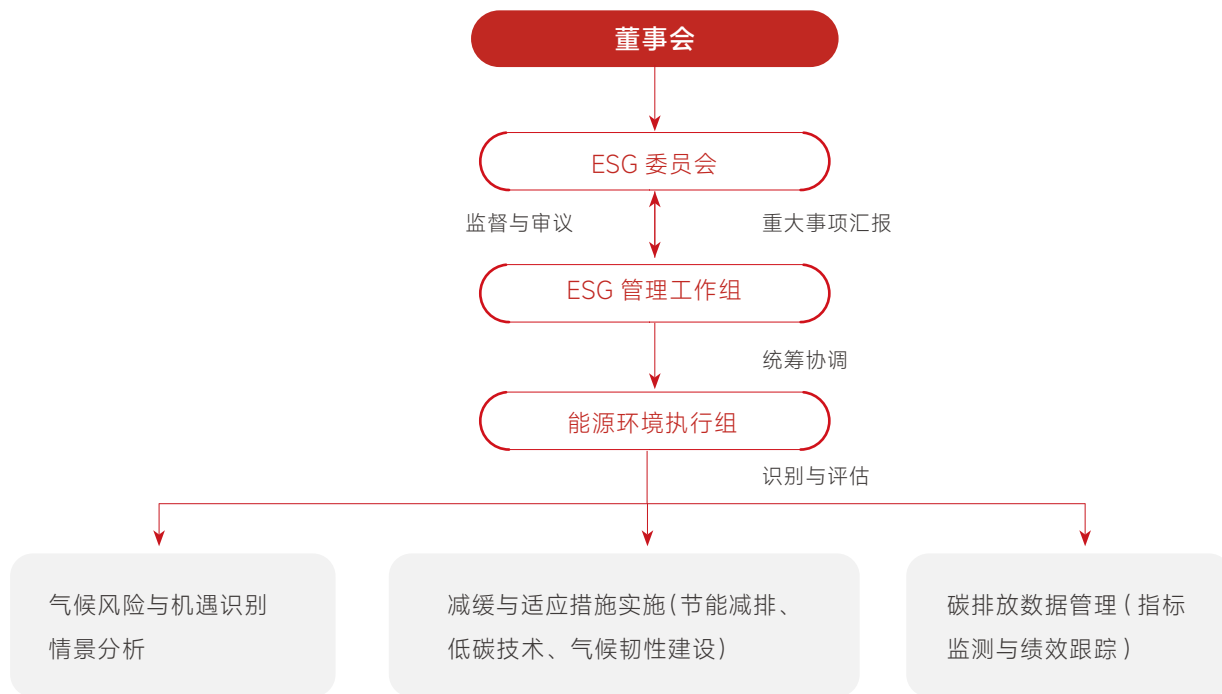 董事会
ESG 委员会
监督与审议
重大事项汇报
ESG 管理工作组
统筹协调
能源环境执行组
识别与评估
气候风险与机遇识别
情景分析
减缓与适应措施实施(节能减排、
低碳技术、气候韧性建设)
碳排放数据管理(指标
监测与绩效跟踪)